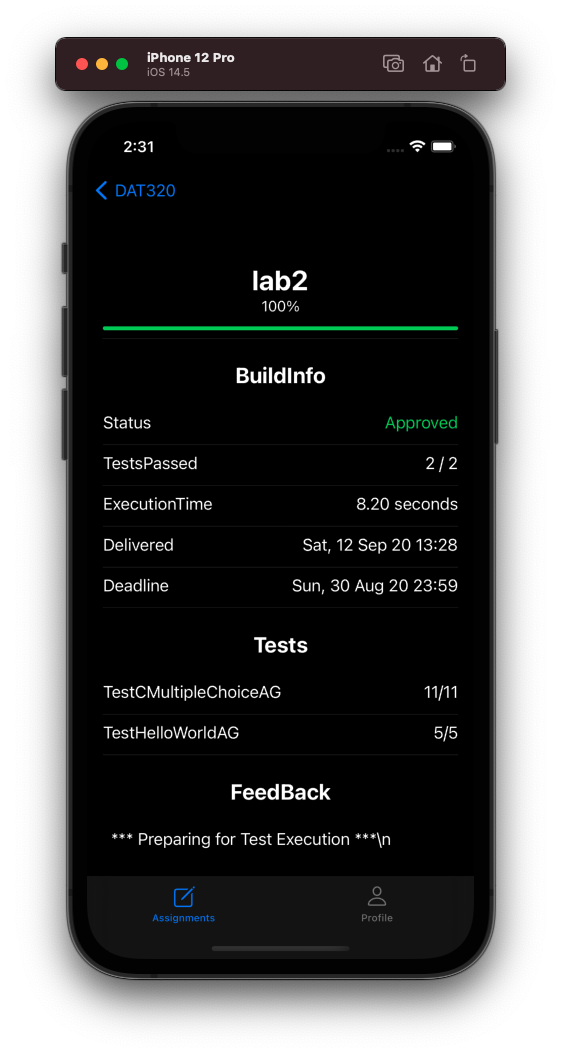 iPhone 12 Pro
iOS 14.5
2:31
DAT320
lab2
100%
BuildInfo
Status Approved
TestsPassed 2 / 2
ExecutionTime 8.20 seconds
Delivered Sat, 12 Sep 20 13:28
Deadline Sun, 30 Aug 20 23:59
Tests
TestCMultipleChoiceAG 11/11
TestHelloWorldAG 5/5
FeedBack
*** Preparing for Test Execution ***\n
Assignments Profile